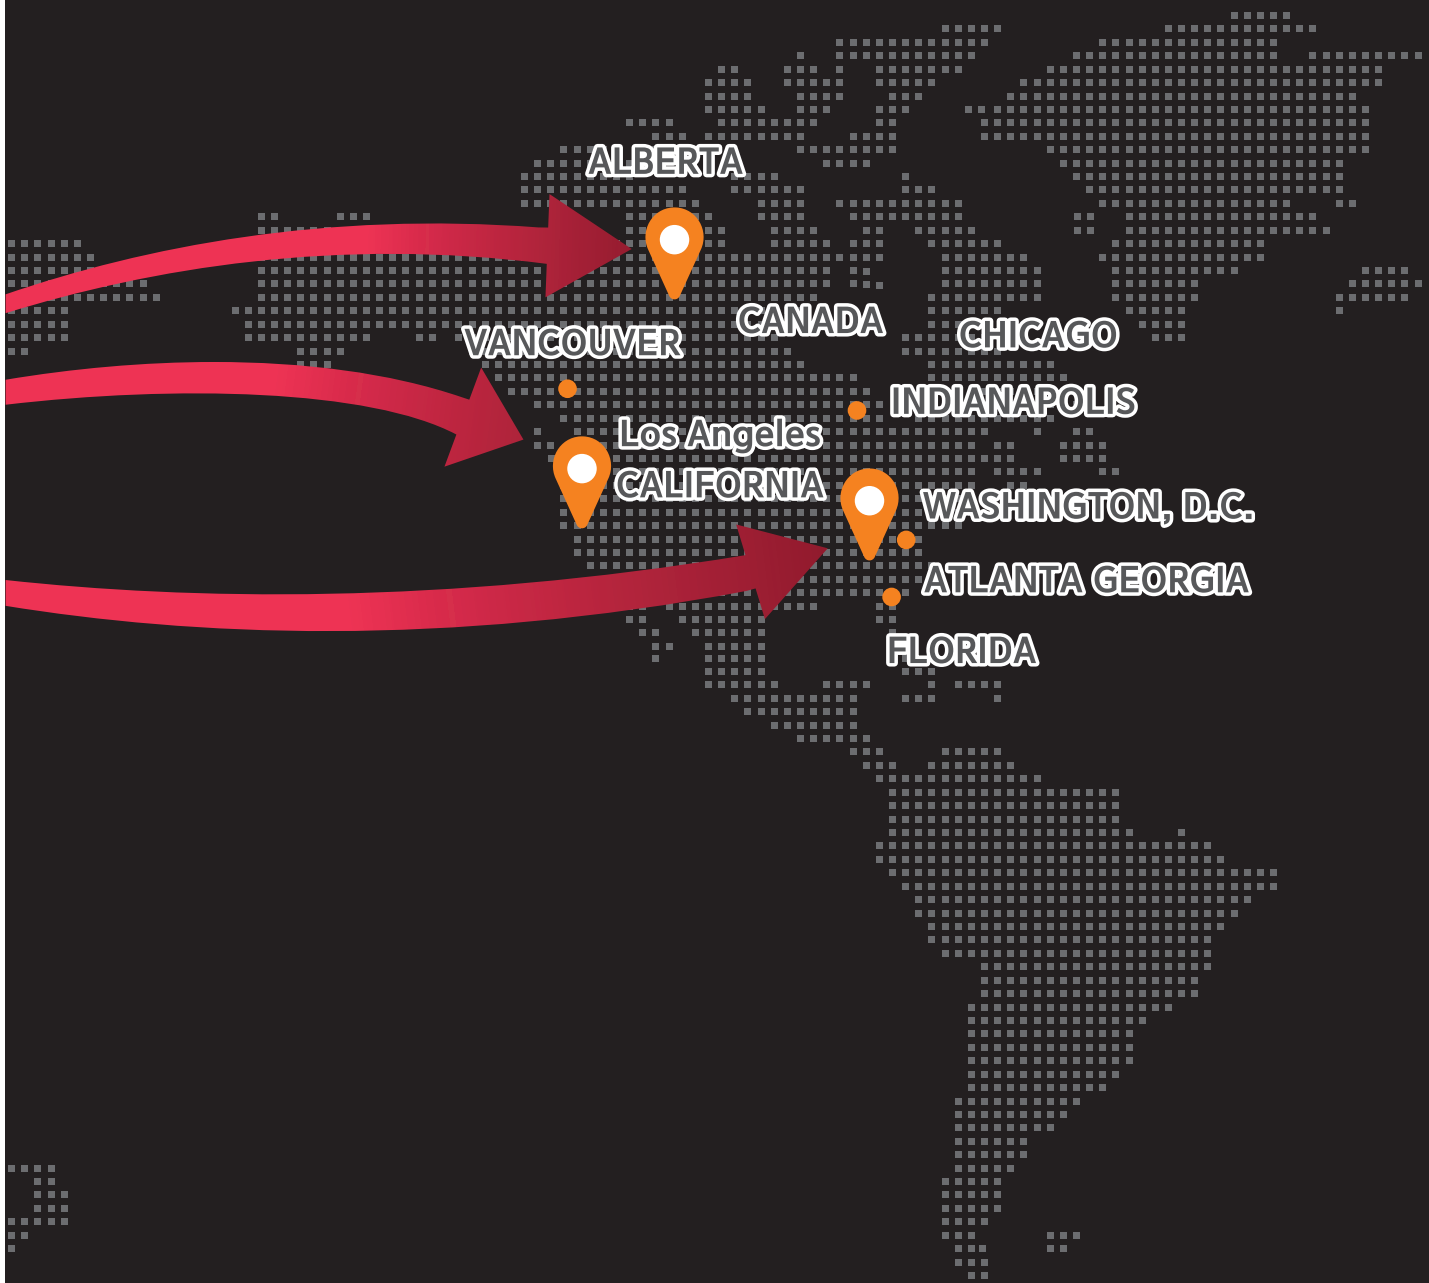 ALBERTA
CANADA
VANCOUVER
CHICAGO
INDIANAPOLIS
Los Angeles
CALIFORNIA
WASHINGTON, D.C.
ATLANTA GEORGIA
FLORIDA